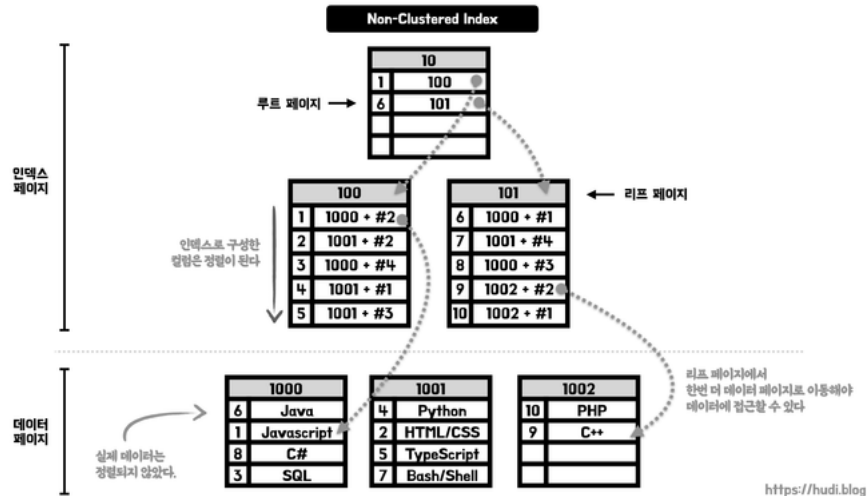 Non-Clustered Index
10
1 100
6 101
루트 페이지
인덱스
페이지
100
1 1000 + #2
2 1001 + #2
3 1000 + #4
4 1001 + #1
5 1001 + #3
101
6 1000 + #1
7 1001 + #4
8 1000 + #3
9 1002 + #2
10 1002 + #1
리프 페이지
인덱스로 구성한
컬럼은 정렬이 된다
데이터
페이지
1000
6 Java
1 Javascript
8 C#
3 SQL
1001
4 Python
2 HTML/CSS
5 TypeScript
7 Bash/Shell
1002
10 PHP
9 C++
리프 페이지에서
한번 더 데이터 페이지로 이동해야
데이터에 접근할 수 있다
실제 데이터는
정렬되지 않았다.
https://hudi.blog